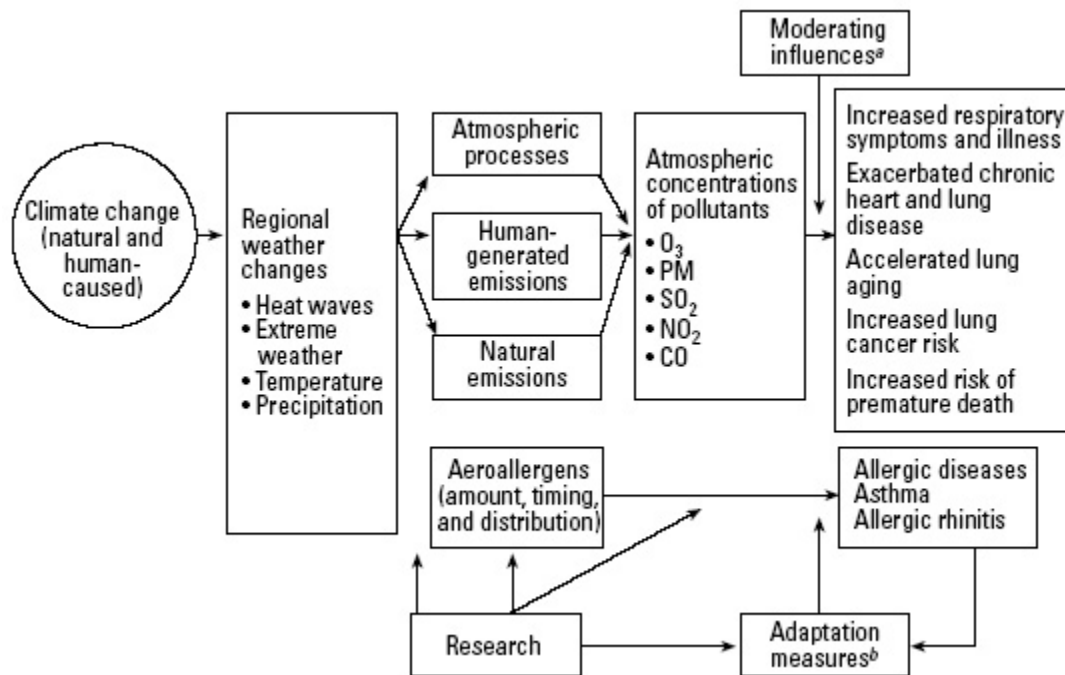 Moderating
influencesᵃ
Climate change
(natural and
human-
caused)
Regional
weather
changes
• Heat waves
• Extreme
weather
• Temperature
• Precipitation
Atmospheric
processes
Human-
generated
emissions
Natural
emissions
Atmospheric
concentrations
of pollutants
• O₃
• PM
• SO₂
• NO₂
• CO
Increased respiratory
symptoms and illness
Exacerbated chronic
heart and lung
disease
Accelerated lung
aging
Increased lung
cancer risk
Increased risk of
premature death
Aeroallergens
(amount, timing,
and distribution)
Allergic diseases
Asthma
Allergic rhinitis
Research
Adaptation
measuresᵇ